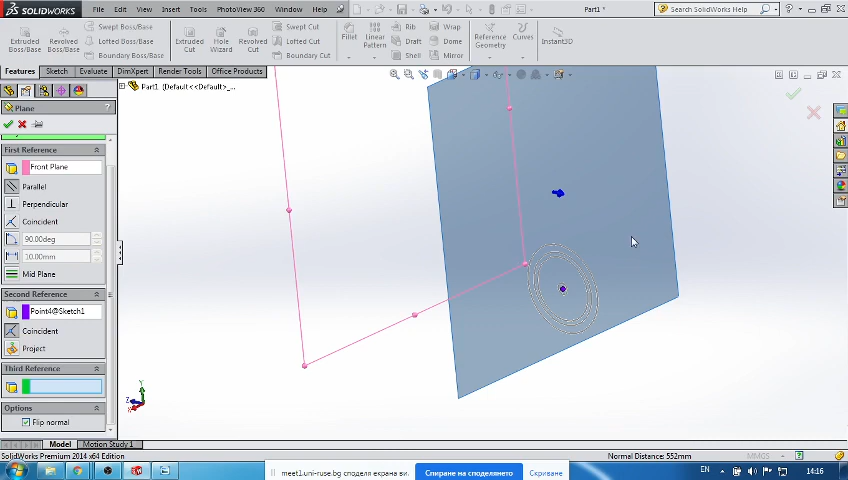 SOLIDWORKS File Edit View Insert Tools PhotoView 360 Window Help Part1 * Search SolidWorks Help
Extruded Boss/Base Revolved Boss/Base Swept Boss/Base Lofted Boss/Base Boundary Boss/Base Extruded Cut Hole Wizard Revolved Cut Swept Cut Lofted Cut Boundary Cut Fillet Linear Pattern Rib Draft Shell Wrap Dome Mirror Reference Geometry Curves Instant3D
Features Sketch Evaluate DimXpert Render Tools Office Products
Part1 (Default<<Default>_...
Plane ?
First Reference
Front Plane
Parallel
Perpendicular
Coincident
90.00deg
10.00mm
Mid Plane
Second Reference
Point4@Sketch1
Coincident
Project
Third Reference
Options
Flip normal
Y
Z
X
Model Motion Study 1
SolidWorks Premium 2014 x64 Edition Normal Distance: 552mm MMGS
meet1.uni-ruse.bg споделя екрана ви. Спиране на споделянето Скриване EN 14:16